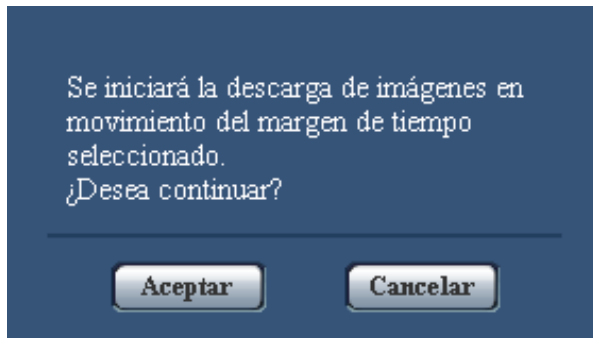 Se iniciará la descarga de imágenes en
movimiento del margen de tiempo
seleccionado.
¿Desea continuar?
Aceptar Cancelar